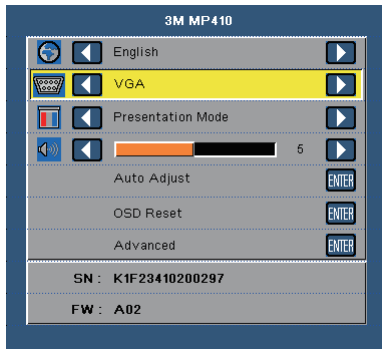 3M MP410
English
VGA
Presentation Mode
5
Auto Adjust ENTER
OSD Reset ENTER
Advanced ENTER
SN : K1F23410200297
FW : A02